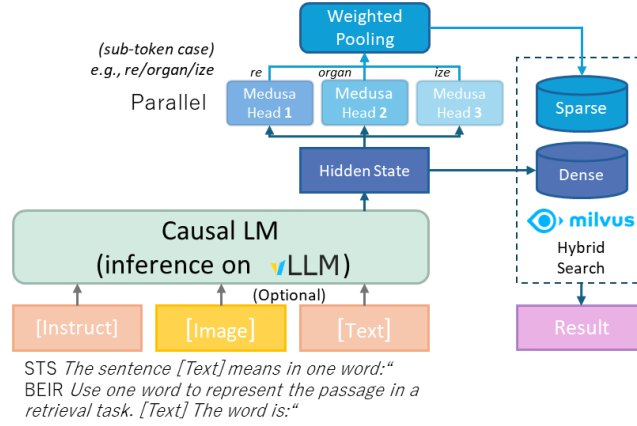 Weighted
Pooling
(sub-token case)
e.g., re/organ/ize
re
organ
ize
Parallel
Medusa
Head 1
Medusa
Head 2
Medusa
Head 3
Sparse
Hidden State
Dense
milvus
Hybrid
Search
Causal LM
(inference on vLLM)
(Optional)
[Instruct]
[Image]
[Text]
Result
STS The sentence [Text] means in one word:“
BEIR Use one word to represent the passage in a
retrieval task. [Text] The word is:“